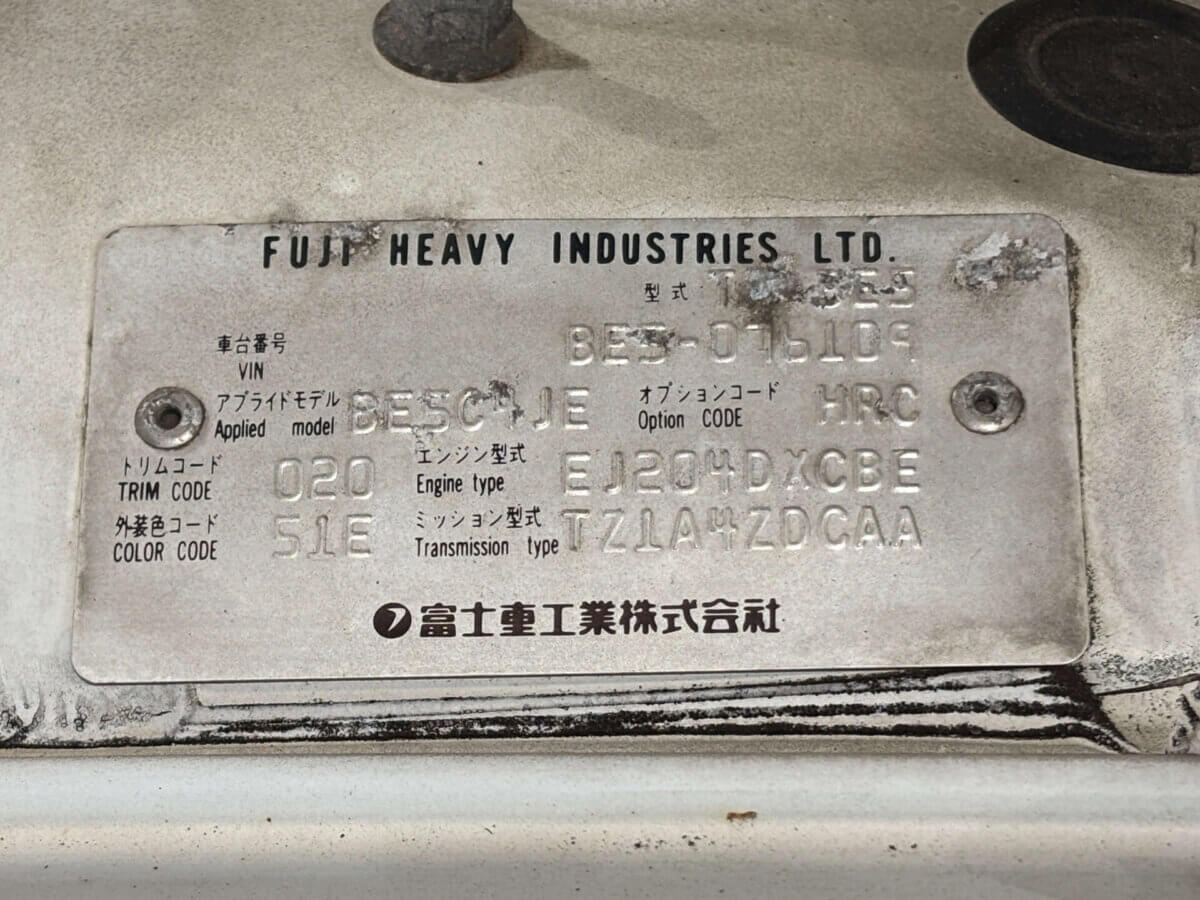 FUJI HEAVY INDUSTRIES LTD.
型式
車台番号 BE5-076109
VIN
アプライドモデル BE5C4JE オプションコード HRC
Applied model Option CODE
トリムコード 020 エンジン型式 EJ204DXCBE
TRIM CODE Engine type
外装色コード 51E ミッション型式 TZ1A4ZDCAA
COLOR CODE Transmission type
富士重工業株式会社